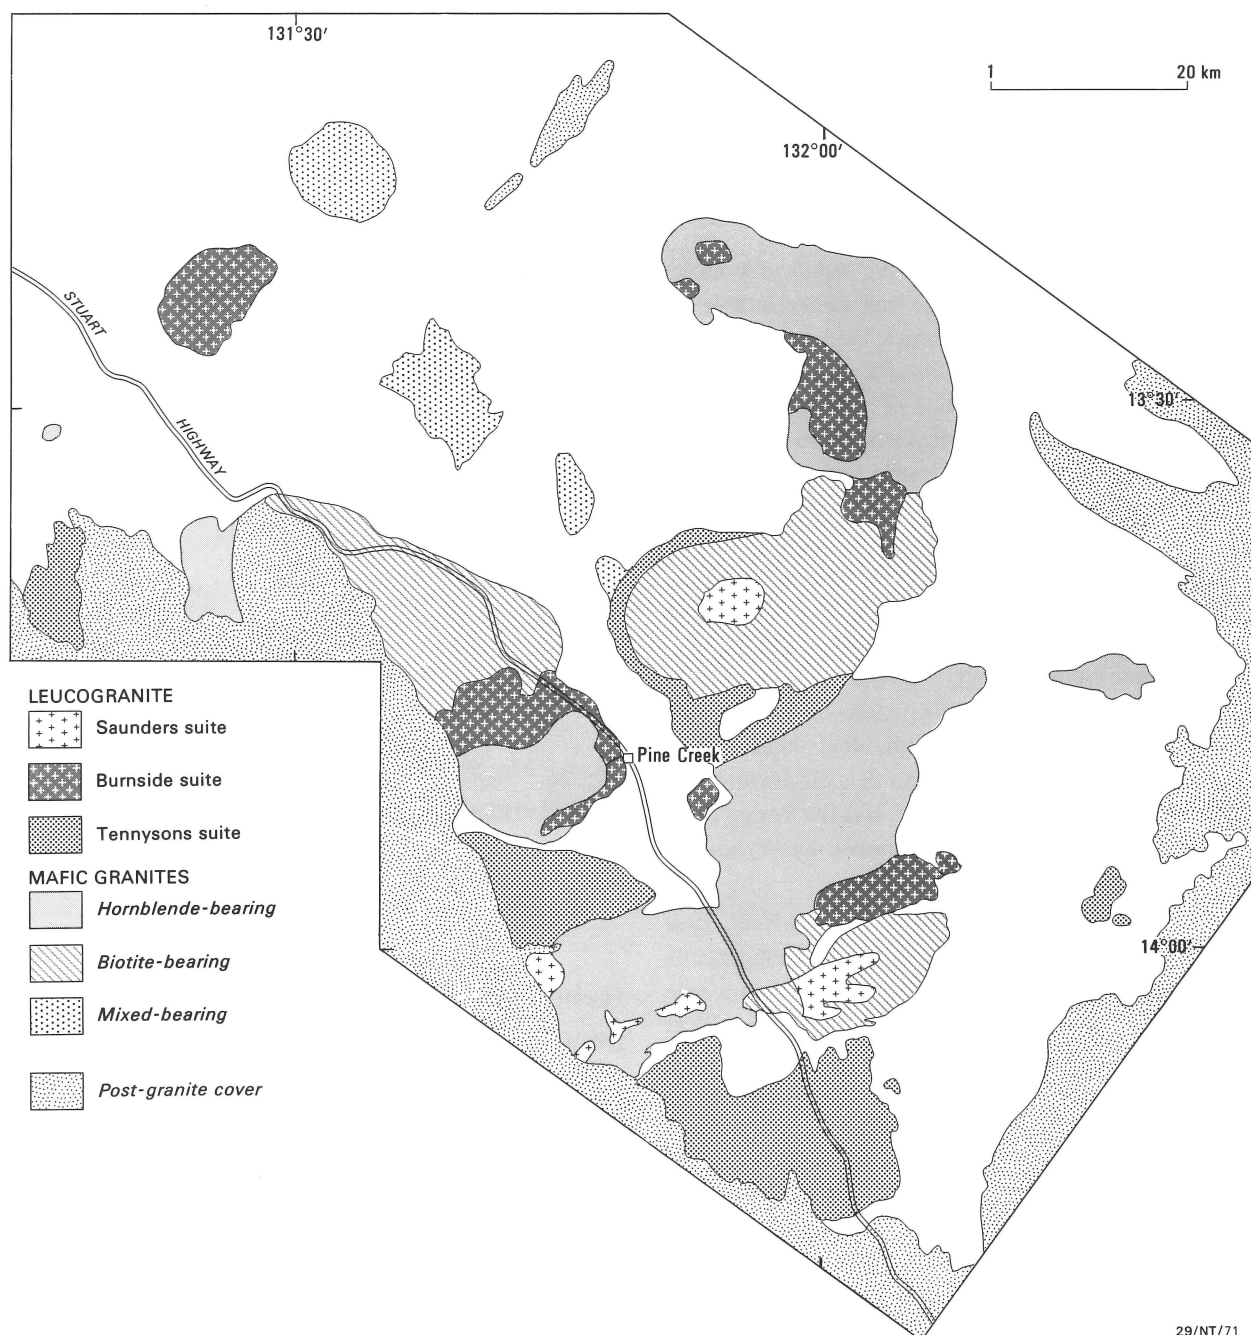 131°30'
1 20 km
132°00'
STUART
HIGHWAY
13°30'
LEUCOGRANITE
Saunders suite
Burnside suite
Tennysons suite
MAFIC GRANITES
Hornblende-bearing
Biotite-bearing
Mixed-bearing
Post-granite cover
Pine Creek
14°00'
29/NT/71